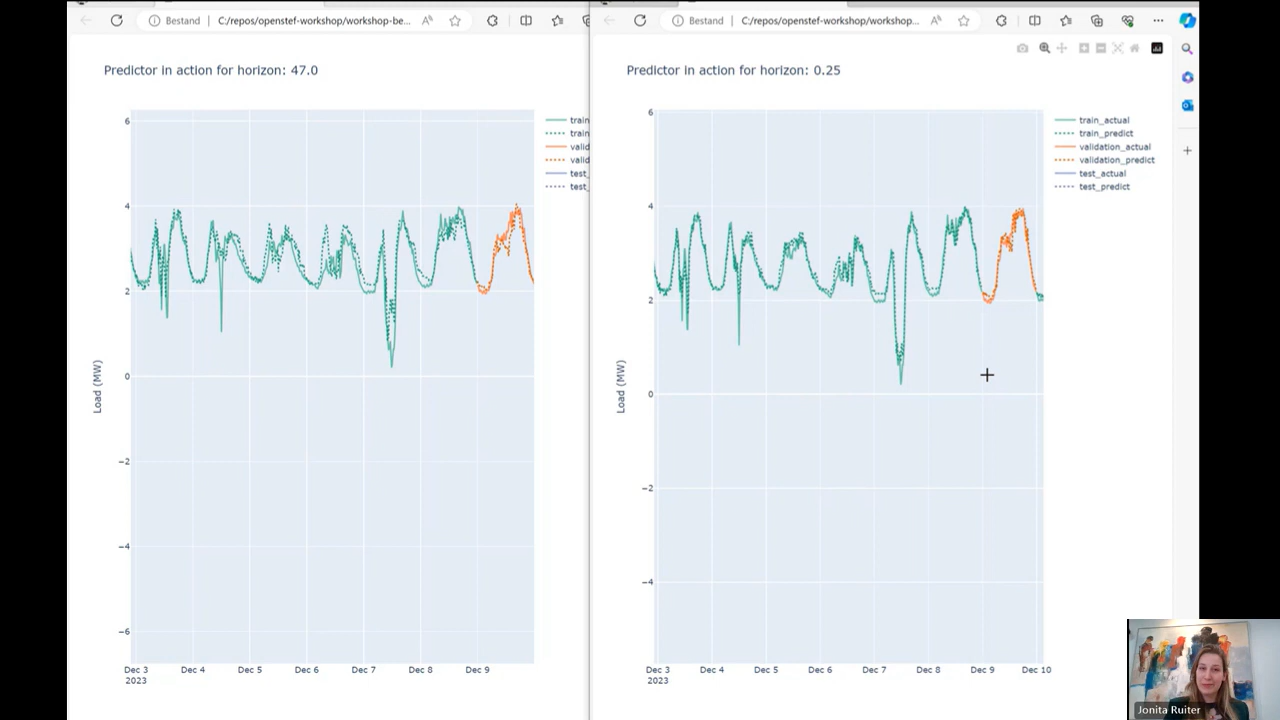 Bestand
C:/repos/openstef-workshop/workshop-be...
Predictor in action for horizon: 47.0
6
4
2
0
−2
−4
−6
Load (MW)
Dec 3
2023
Dec 4
Dec 5
Dec 6
Dec 7
Dec 8
Dec 9
train
train
valid
valid
test_
test_
Bestand
C:/repos/openstef-workshop/workshop...
Predictor in action for horizon: 0.25
6
4
2
0
−2
−4
Load (MW)
Dec 3
2023
Dec 4
Dec 5
Dec 6
Dec 7
Dec 8
Dec 9
Dec 10
train_actual
train_predict
validation_actual
validation_predict
test_actual
test_predict
Jonita Ruiter